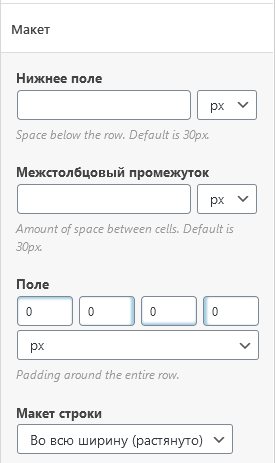 Макет
Нижнее поле
px
Space below the row. Default is 30px.
Межстолбцовый промежуток
px
Amount of space between cells. Default is
30px.
Поле
0 0 0 0
px
Padding around the entire row.
Макет строки
Во всю ширину (растянуто)